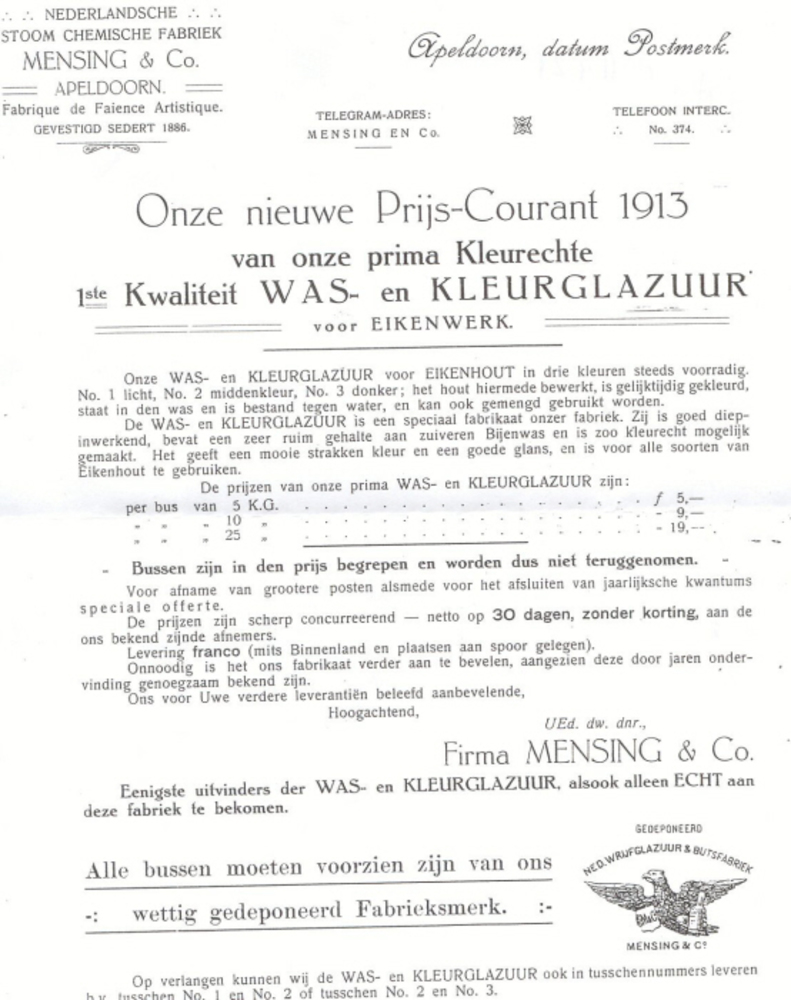 ∴ ∴ NEDERLANDSCHE ∴ ∴
STOOM CHEMISCHE FABRIEK
MENSING & Co.
APELDOORN.
Fabrique de Faience Artistique.
GEVESTIGD SEDERT 1886.
Apeldoorn, datum Postmerk.
TELEGRAM-ADRES:
MENSING EN Co.
TELEFOON INTERC.
∴ No. 374. ∴
Onze nieuwe Prijs-Courant 1913
van onze prima Kleurechte
1ste Kwaliteit WAS- en KLEURGLAZUUR
voor EIKENWERK.
Onze WAS- en KLEURGLAZUUR voor EIKENHOUT in drie kleuren steeds voorradig.
No. 1 licht, No. 2 middenkleur, No. 3 donker; het hout hiermede bewerkt, is gelijktijdig gekleurd,
staat in den was en is bestand tegen water, en kan ook gemengd gebruikt worden.
De WAS- en KLEURGLAZUUR is een speciaal fabrikaat onzer fabriek. Zij is goed diep-
inwerkend, bevat een zeer ruim gehalte aan zuiveren Bijenwas en is zoo kleurecht mogelijk
gemaakt. Het geeft een mooie strakken kleur en een goede glans, en is voor alle soorten van
Eikenhout te gebruiken.
De prijzen van onze prima WAS- en KLEURGLAZUUR zijn:
per bus van 5 K.G. . . . . . . . . . . . . . . . . f 5,—
„ „ „ 10 „ . . . . . . . . . . . . . . . . - 9,—
„ „ „ 25 „ . . . . . . . . . . . . . . . . - 19,—
- Bussen zijn in den prijs begrepen en worden dus niet teruggenomen. -
Voor afname van grootere posten alsmede voor het afsluiten van jaarlijksche kwantums
speciale offerte.
De prijzen zijn scherp concurreerend — netto op 30 dagen, zonder korting, aan de
ons bekend zijnde afnemers.
Levering franco (mits Binnenland en plaatsen aan spoor gelegen).
Onnoodig is het ons fabrikaat verder aan te bevelen, aangezien deze door jaren onder-
vinding genoegzaam bekend zijn.
Ons voor Uwe verdere leverantiën beleefd aanbevelende,
Hoogachtend,
UEd. dw. dnr.,
Firma MENSING & Co.
Eenigste uitvinders der WAS- en KLEURGLAZUUR, alsook alleen ECHT aan
deze fabriek te bekomen.
Alle bussen moeten voorzien zijn van ons
-: wettig gedeponeerd Fabrieksmerk. :-
GEDEPONEERD
NED. WRIJFGLAZUUR & BUTSFABRIEK
MENSING & Co
Op verlangen kunnen wij de WAS- en KLEURGLAZUUR ook in tusschennummers leveren
b.v. tusschen No. 1 en No. 2 of tusschen No. 2 en No. 3.